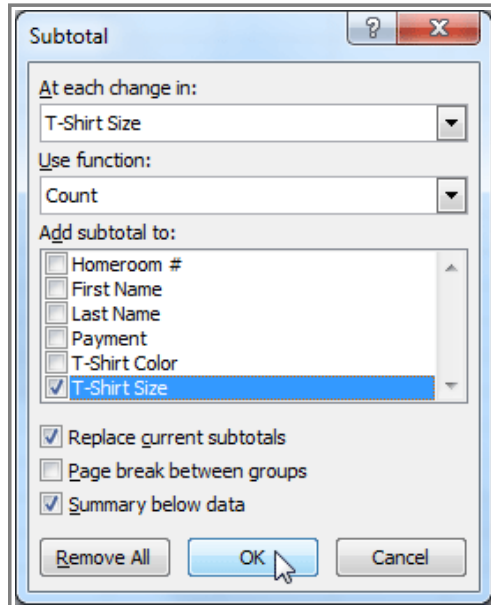 Subtotal
At each change in:
T-Shirt Size
Use function:
Count
Add subtotal to:
Homeroom #
First Name
Last Name
Payment
T-Shirt Color
T-Shirt Size
Replace current subtotals
Page break between groups
Summary below data
Remove All OK Cancel